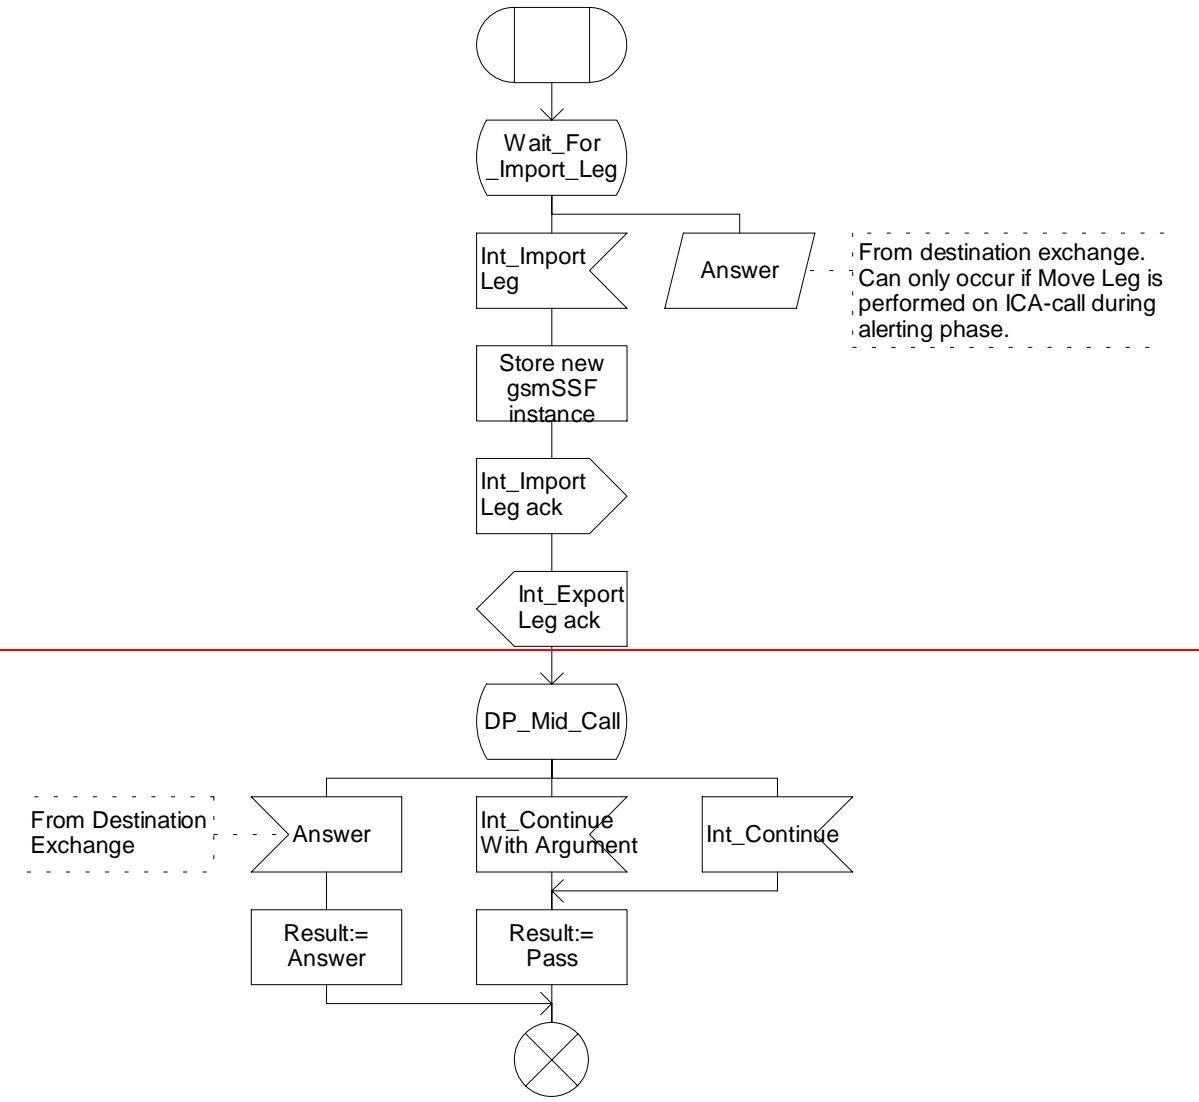 Wait_For
_Import_Leg
Int_Import
Leg
Answer
From destination exchange.
Can only occur if Move Leg is
performed on ICA-call during
alerting phase.
Store new
gsmSSF
instance
Int_Import
Leg ack
Int_Export
Leg ack
DP_Mid_Call
From Destination
Exchange
Answer
Int_Continue
With Argument
Int_Continue
Result:=
Answer
Result:=
Pass